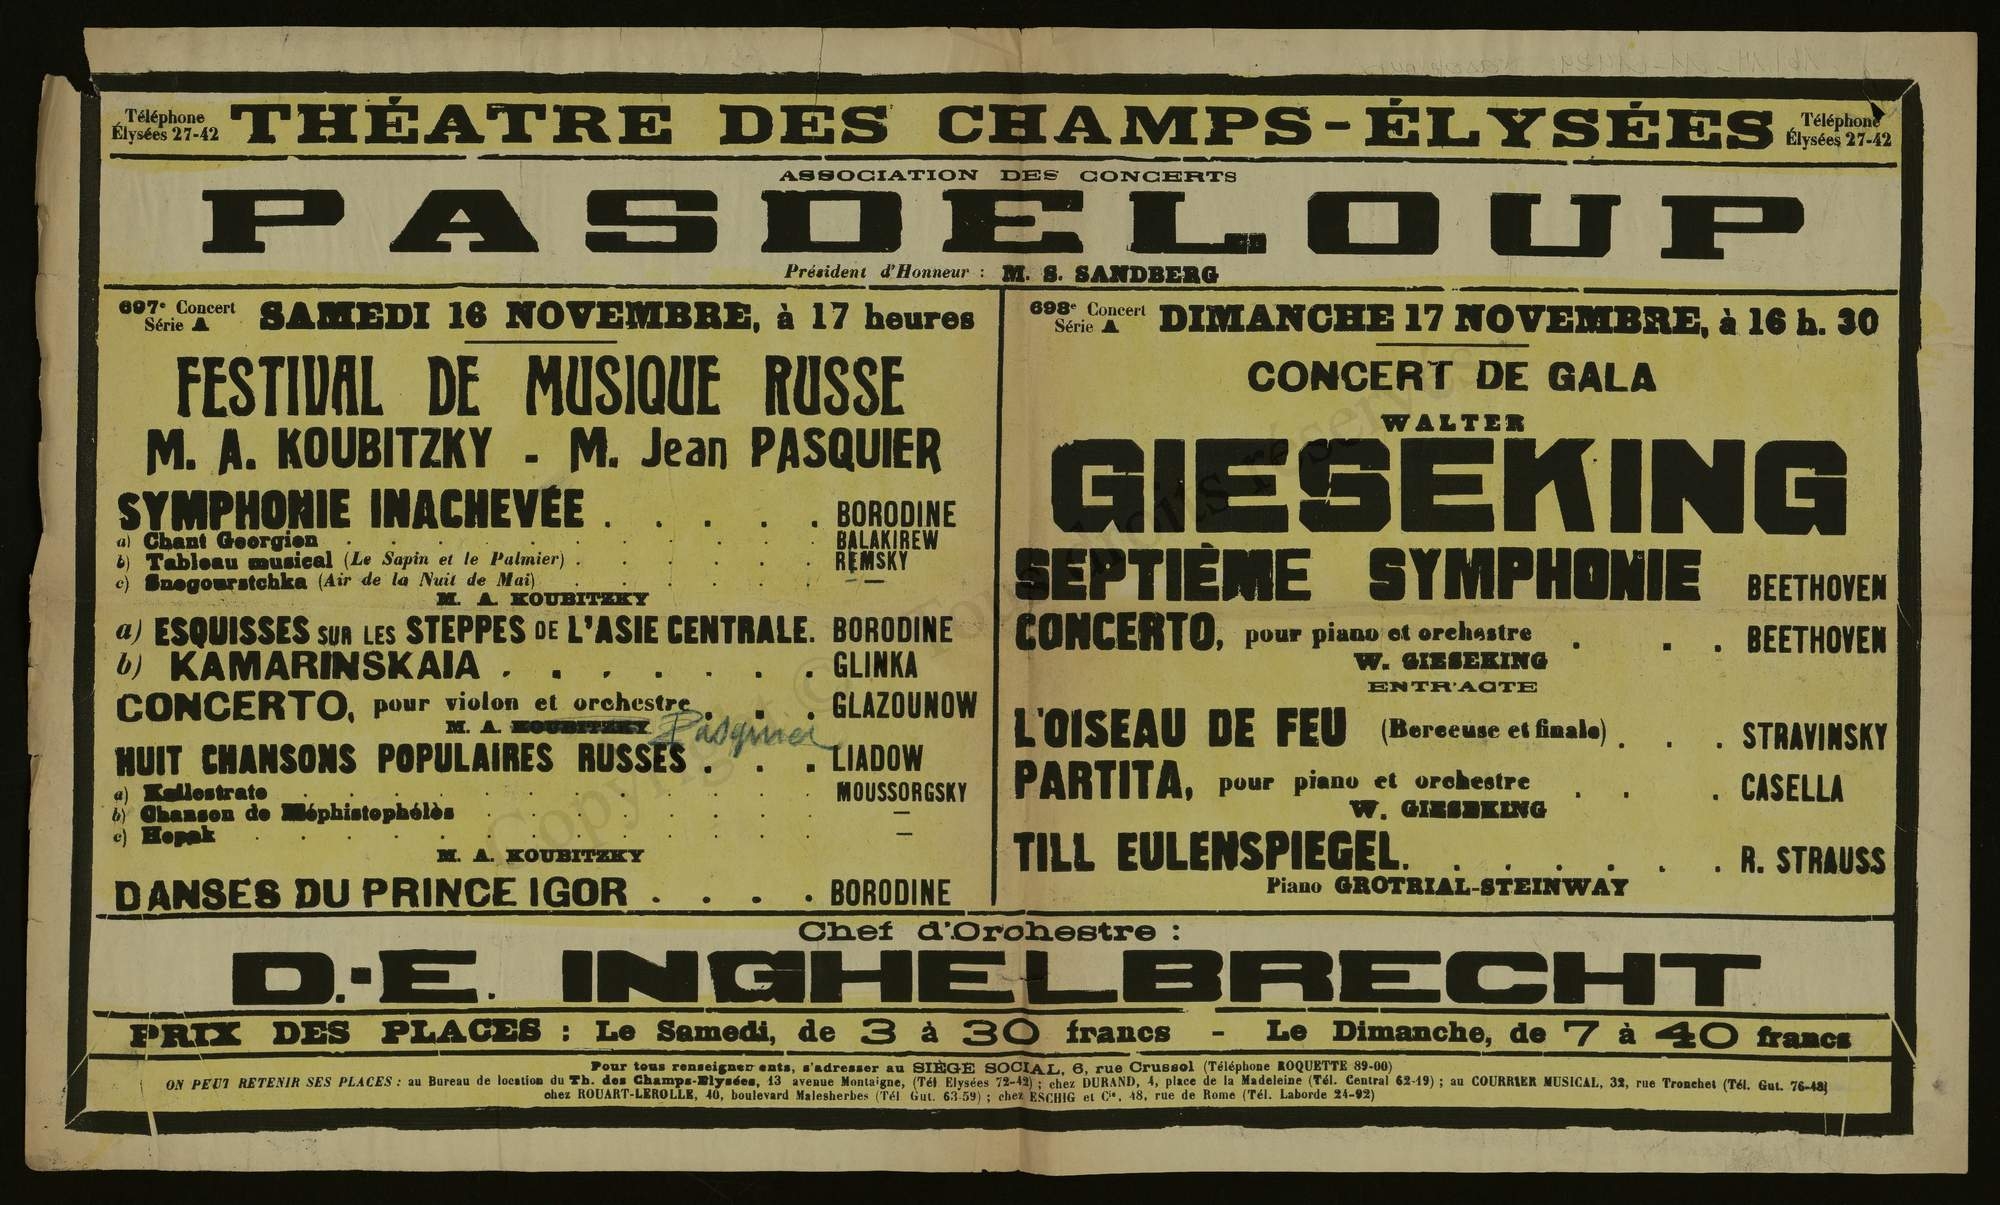 Téléphone
Élysées 27-42
THÉATRE DES CHAMPS-ÉLYSÉES
Téléphone
Élysées 27-42
ASSOCIATION DES CONCERTS
PASDELOUP
Président d'Honneur : M. S. SANDBERG
697e Concert
Série A
SAMEDI 16 NOVEMBRE, à 17 heures
FESTIVAL DE MUSIQUE RUSSE
M. A. KOUBITZKY - M. Jean PASQUIER
SYMPHONIE INACHEVÉE . . . . . . BORODINE
a) Chant Georgien . . . . . . . . BALAKIREW
b) Tableau musical (Le Sapin et le Palmier) . . . . . . REMSKY
c) Snegourstchka (Air de la Nuit de Mai) . . . . . . —
M. A. KOUBITZKY
a) ESQUISSES SUR LES STEPPES DE L'ASIE CENTRALE. BORODINE
b) KAMARINSKAIA . . . . . . . GLINKA
CONCERTO, pour violon et orchestre . . . GLAZOUNOW
M. A. KOUBITZKY Pasquier
HUIT CHANSONS POPULAIRES RUSSES . . . LIADOW
a) Kallestrate . . . . . . . . MOUSSORGSKY
b) Chanson de Méphistophélès . . . . . . . —
c) Hopak . . . . . . . . . —
M. A. KOUBITZKY
DANSES DU PRINCE IGOR . . . . BORODINE
698e Concert
Série A
DIMANCHE 17 NOVEMBRE, à 16 h. 30
CONCERT DE GALA
WALTER
GIESEKING
SEPTIÈME SYMPHONIE BEETHOVEN
CONCERTO, pour piano et orchestre . . . BEETHOVEN
W. GIESEKING
ENTR'ACTE
L'OISEAU DE FEU (Berceuse et finale) . . . STRAVINSKY
PARTITA, pour piano et orchestre . . . CASELLA
W. GIESEKING
TILL EULENSPIEGEL. . . . . . . R. STRAUSS
Piano GROTRIAL-STEINWAY
Chef d'Orchestre :
D.-E. INGHELBRECHT
PRIX DES PLACES : Le Samedi, de 3 à 30 francs - Le Dimanche, de 7 à 40 francs
Pour tous renseignements, s'adresser au SIÈGE SOCIAL, 6, rue Crussol (Téléphone ROQUETTE 89-00)
ON PEUT RETENIR SES PLACES : au Bureau de location du Th. des Champs-Elysées, 13 avenue Montaigne, (Tél Elysées 72-42) ; chez DURAND, 4, place de la Madeleine (Tél. Central 62-19) ; au COURRIER MUSICAL, 32, rue Tronchet (Tél. Gut. 76-48)
chez ROUART-LEROLLE, 40, boulevard Malesherbes (Tél Gut. 63-59) ; chez ESCHIG et Cie, 48, rue de Rome (Tél. Laborde 24-92)
Copyright © Tous droits réservés